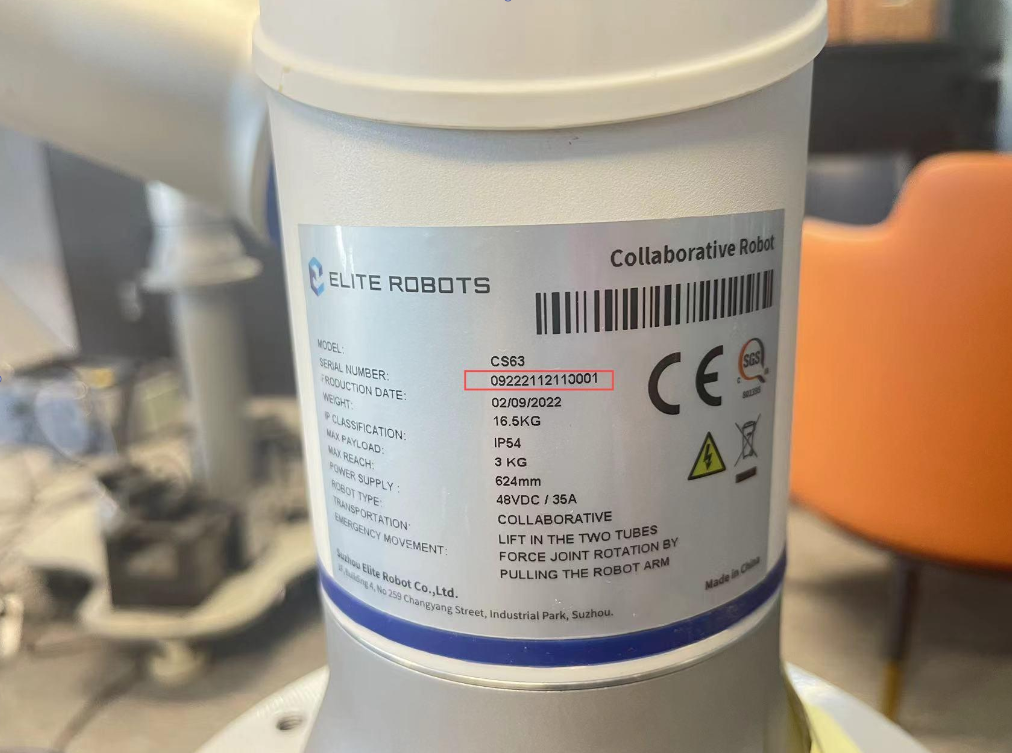 Collaborative Robot
ELITE ROBOTS
MODEL: CS63
SERIAL NUMBER: 09222112110001
PRODUCTION DATE: 02/09/2022
WEIGHT: 16.5KG
IP CLASSIFICATION: IP54
MAX PAYLOAD: 3 KG
MAX REACH: 624mm
POWER SUPPLY : 48VDC / 35A
ROBOT TYPE: COLLABORATIVE
TRANSPORTATION: LIFT IN THE TWO TUBES
EMERGENCY MOVEMENT: FORCE JOINT ROTATION BY
PULLING THE ROBOT ARM
CE
SGS
Suzhou Elite Robot Co.,Ltd.
Building 4, No 259 Changyang Street, Industrial Park, Suzhou.
Made in China